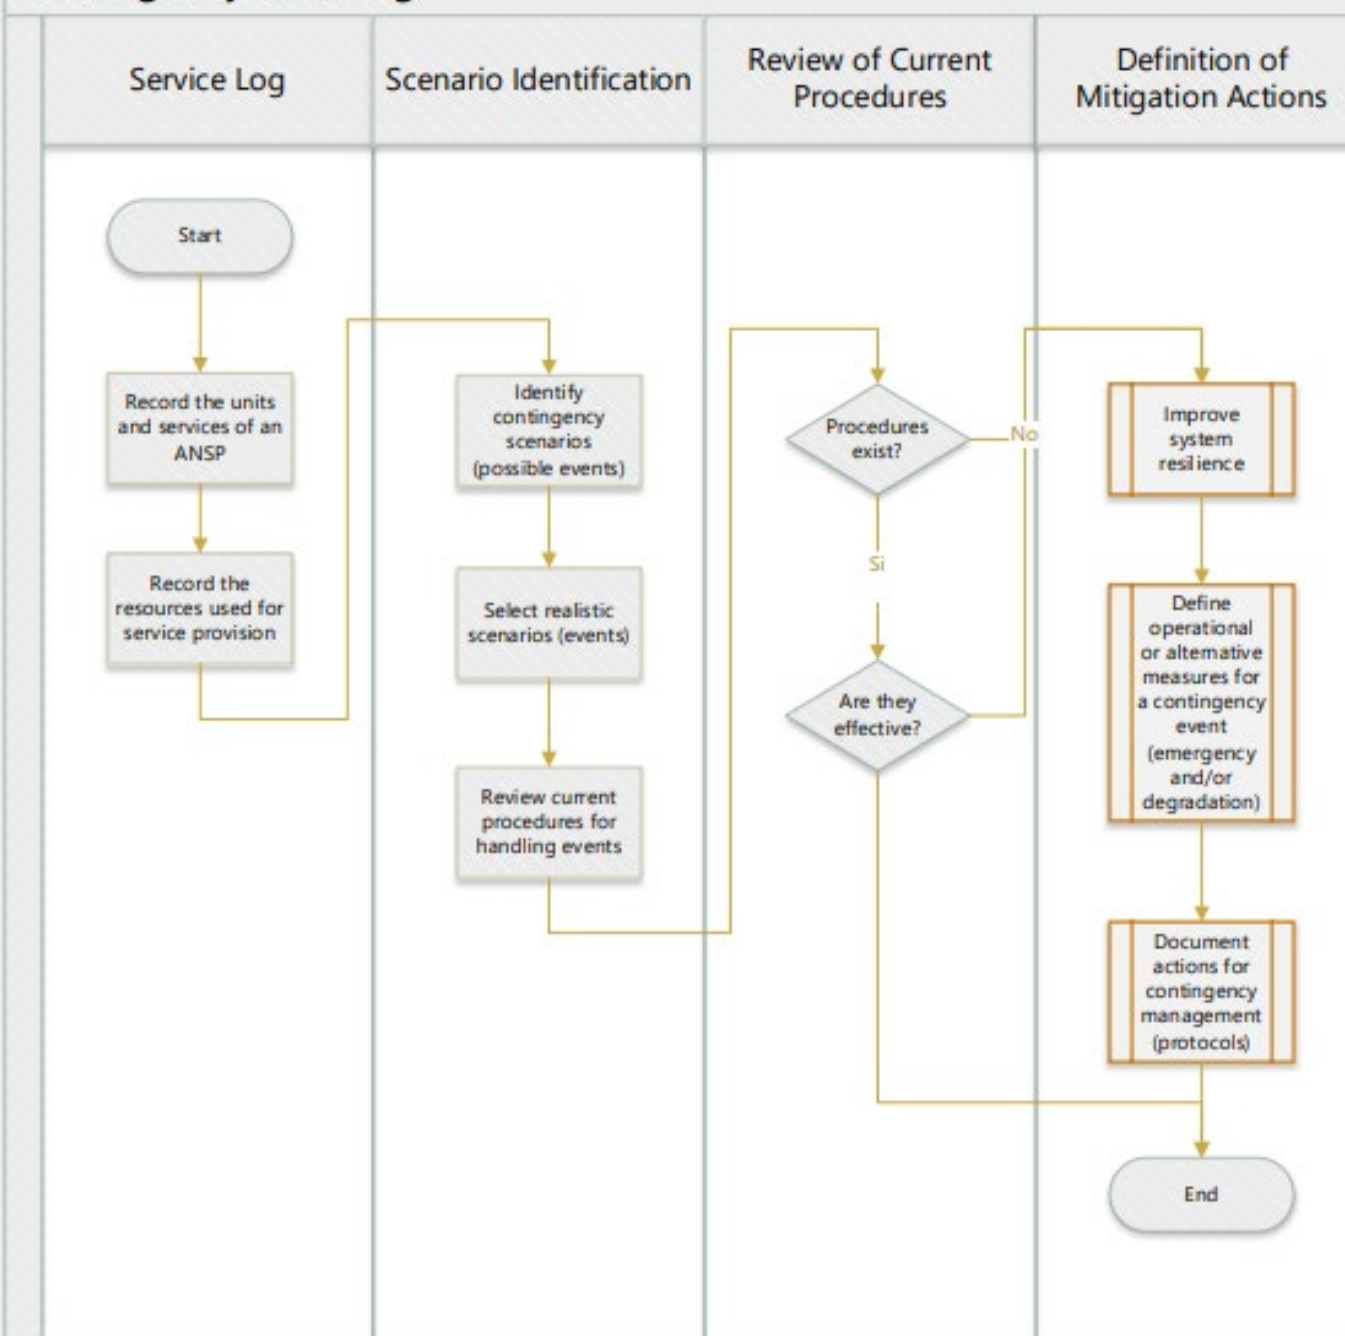 Service Log
Scenario Identification
Review of Current
Procedures
Definition of
Mitigation Actions
Start
Record the units
and services of an
ANSP
Record the
resources used for
service provision
Identify
contingency
scenarios
(possible events)
Select realistic
scenarios (events)
Review current
procedures for
handling events
Procedures
exist?
No
Si
Are they
effective?
Improve
system
resilience
Define
operational
or alternative
measures for
a contingency
event
(emergency
and/or
degradation)
Document
actions for
contingency
management
(protocols)
End